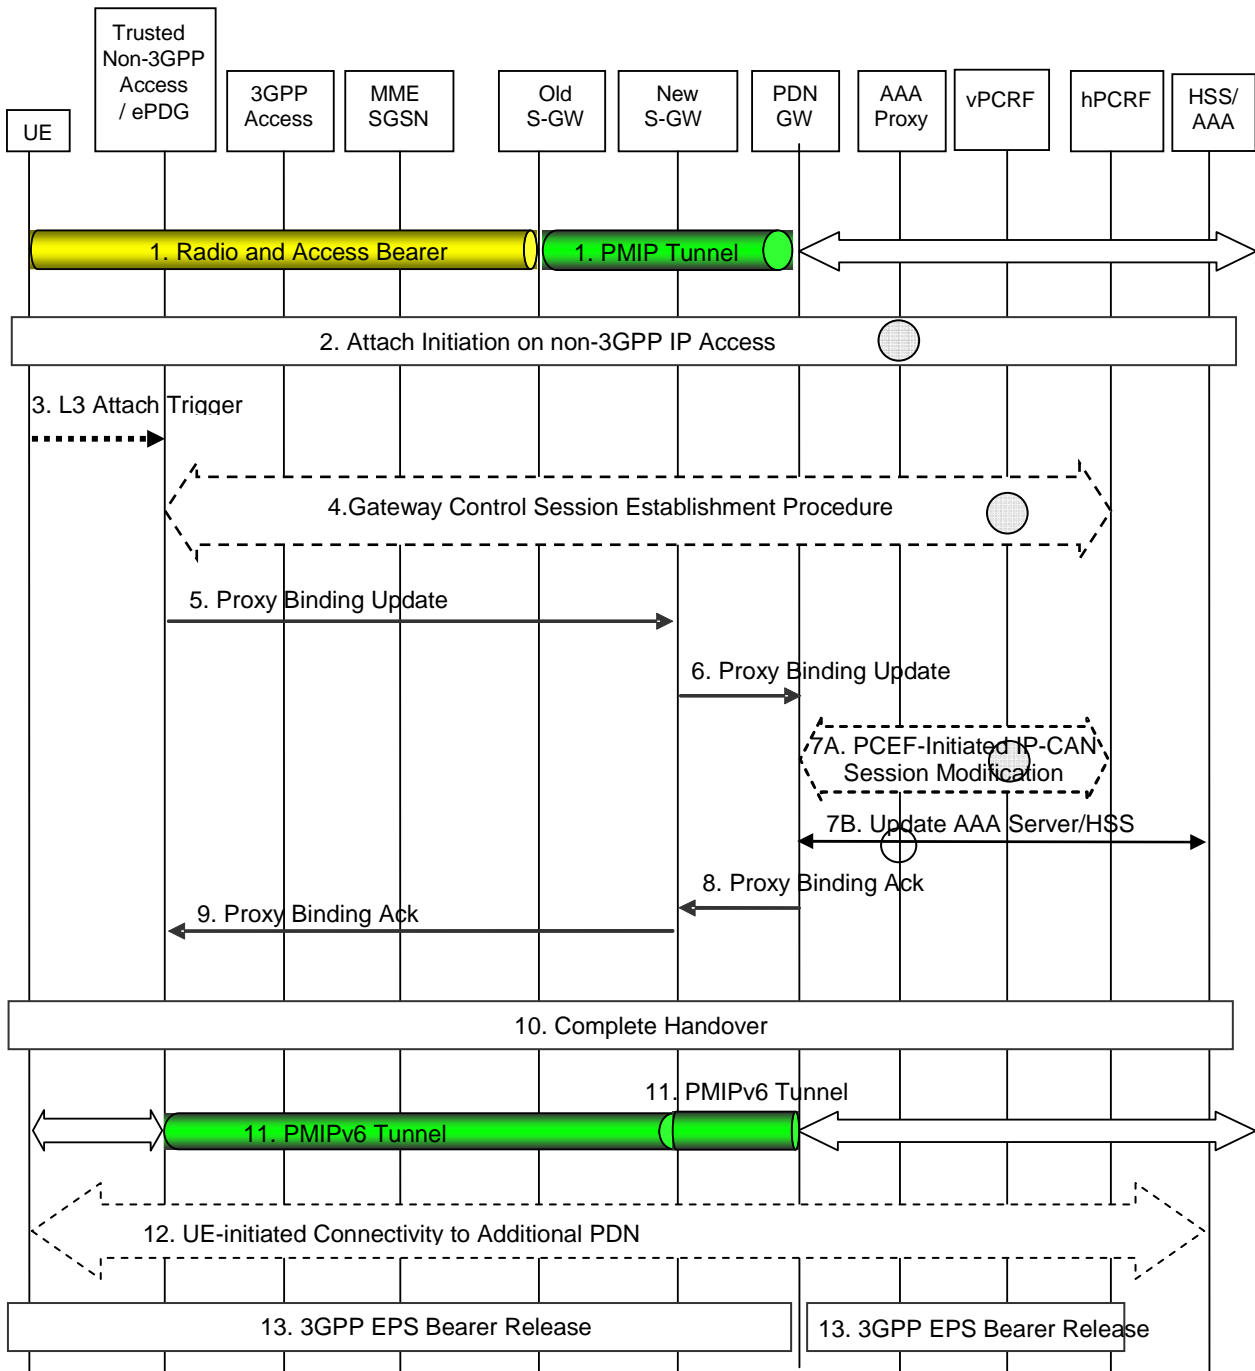 Trusted
Non-3GPP
Access
/ ePDG
UE
3GPP
Access
MME
SGSN
Old
S-GW
New
S-GW
PDN
GW
AAA
Proxy
vPCRF
hPCRF
HSS/
AAA
1. Radio and Access Bearer
1. PMIP Tunnel
2. Attach Initiation on non-3GPP IP Access
3. L3 Attach Trigger
4.Gateway Control Session Establishment Procedure
5. Proxy Binding Update
6. Proxy Binding Update
7A. PCEF-Initiated IP-CAN
Session Modification
7B. Update AAA Server/HSS
8. Proxy Binding Ack
9. Proxy Binding Ack
10. Complete Handover
11. PMIPv6 Tunnel
11. PMIPv6 Tunnel
12. UE-initiated Connectivity to Additional PDN
13. 3GPP EPS Bearer Release
13. 3GPP EPS Bearer Release